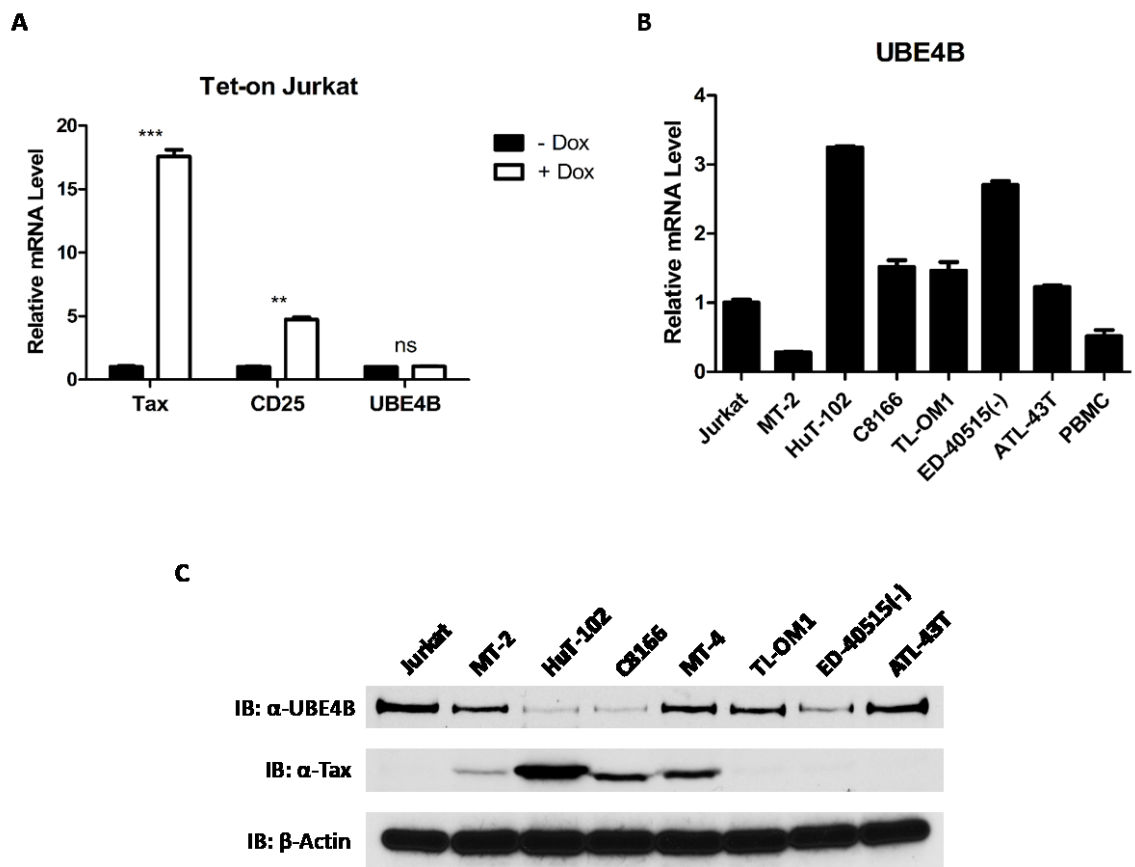 A
Tet-on Jurkat
Relative mRNA Level
20
15
10
5
0
***
**
ns
Tax
CD25
UBE4B
- Dox
+ Dox
B
UBE4B
Relative mRNA Level
4
3
2
1
0
Jurkat
MT-2
HuT-102
C8166
TL-OM1
ED-40515(-)
ATL-43T
PBMC
C
Jurkat
MT-2
HuT-102
C8166
MT-4
TL-OM1
ED-40515(-)
ATL-43T
IB: α-UBE4B
IB: α-Tax
IB: β-Actin